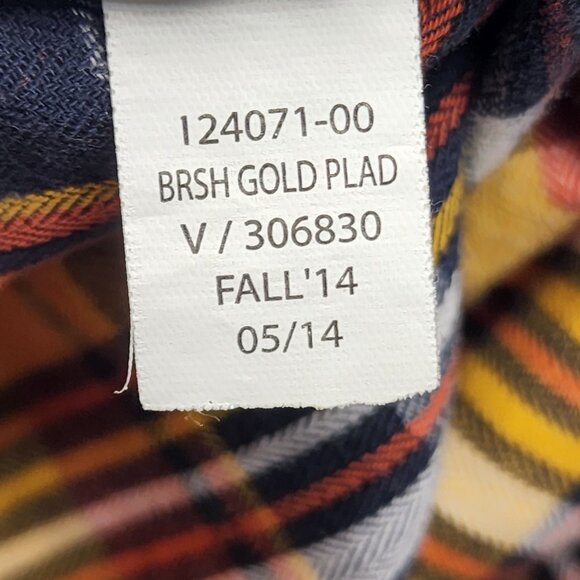 124071-00
BRSH GOLD PLAD
V / 306830
FALL'14
05/14